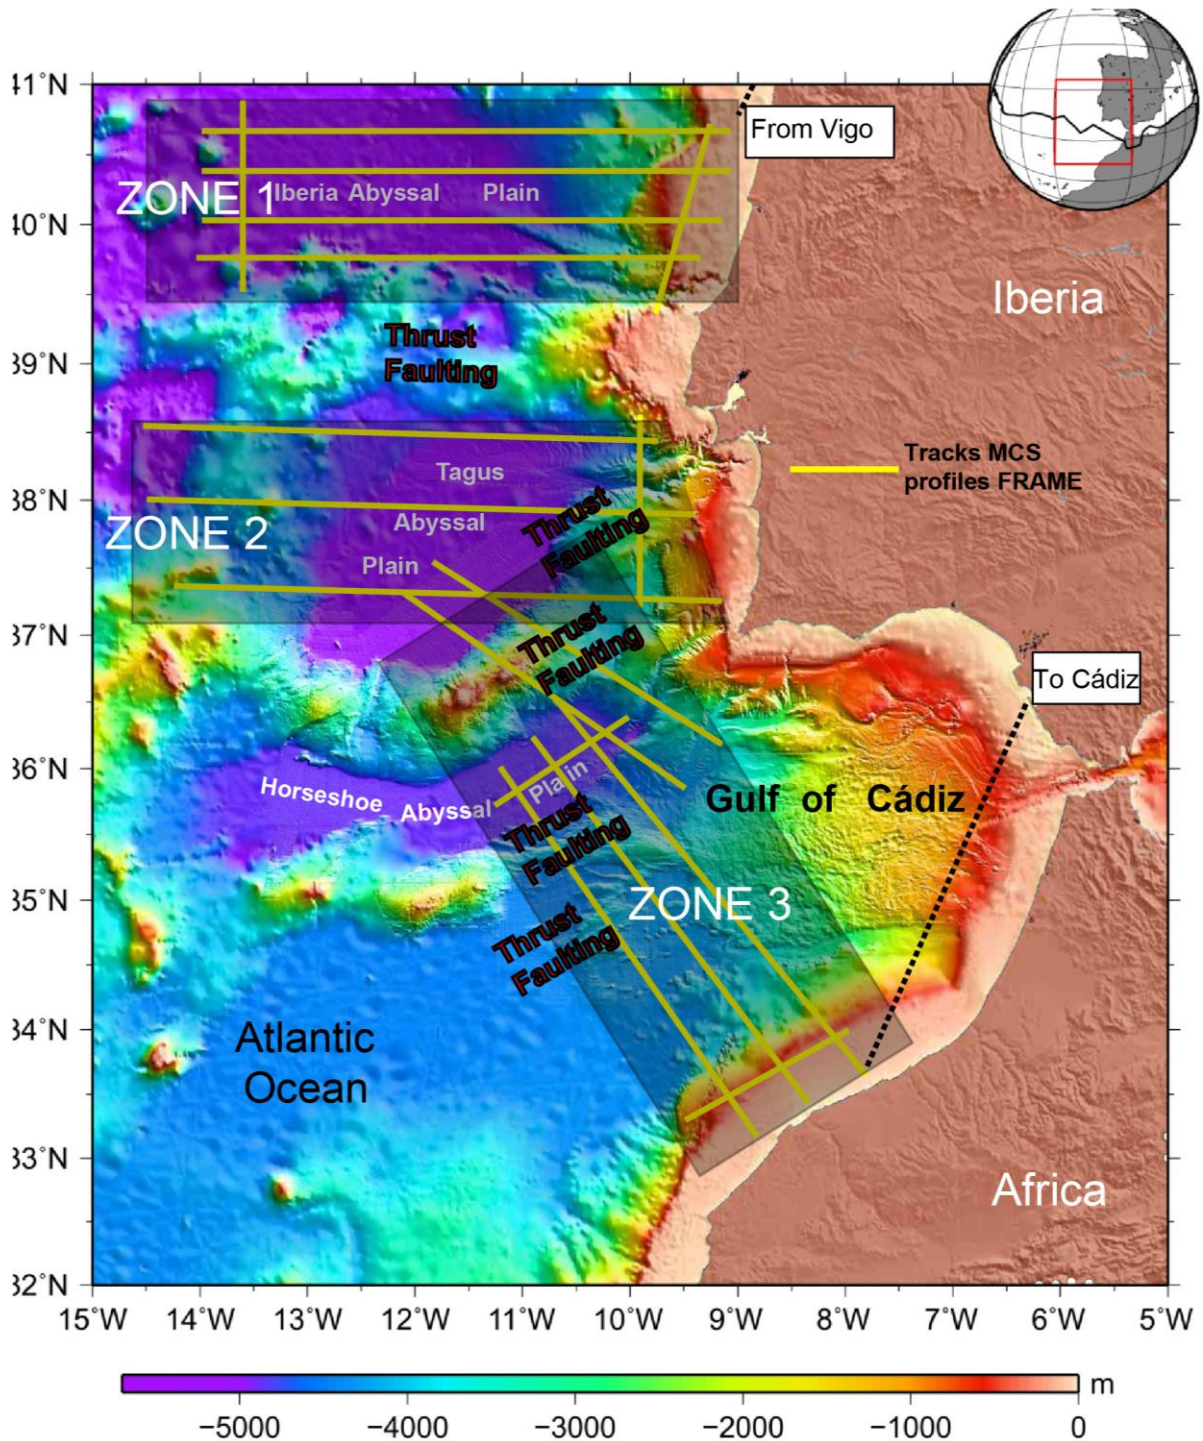 41°N
From Vigo
ZONE 1
Iberia Abyssal Plain
40°N
Iberia
Thrust
Faulting
39°N
Tracks MCS
profiles FRAME
Tagus
38°N
Abyssal
Thrust
Faulting
ZONE 2
Plain
37°N
Thrust
Faulting
To Cádiz
36°N
Horseshoe Abyssal Plain
Gulf of Cádiz
Thrust
Faulting
35°N
ZONE 3
Thrust
Faulting
34°N
Atlantic
Ocean
33°N
Africa
32°N
15°W 14°W 13°W 12°W 11°W 10°W 9°W 8°W 7°W 6°W 5°W
m
−5000 −4000 −3000 −2000 −1000 0